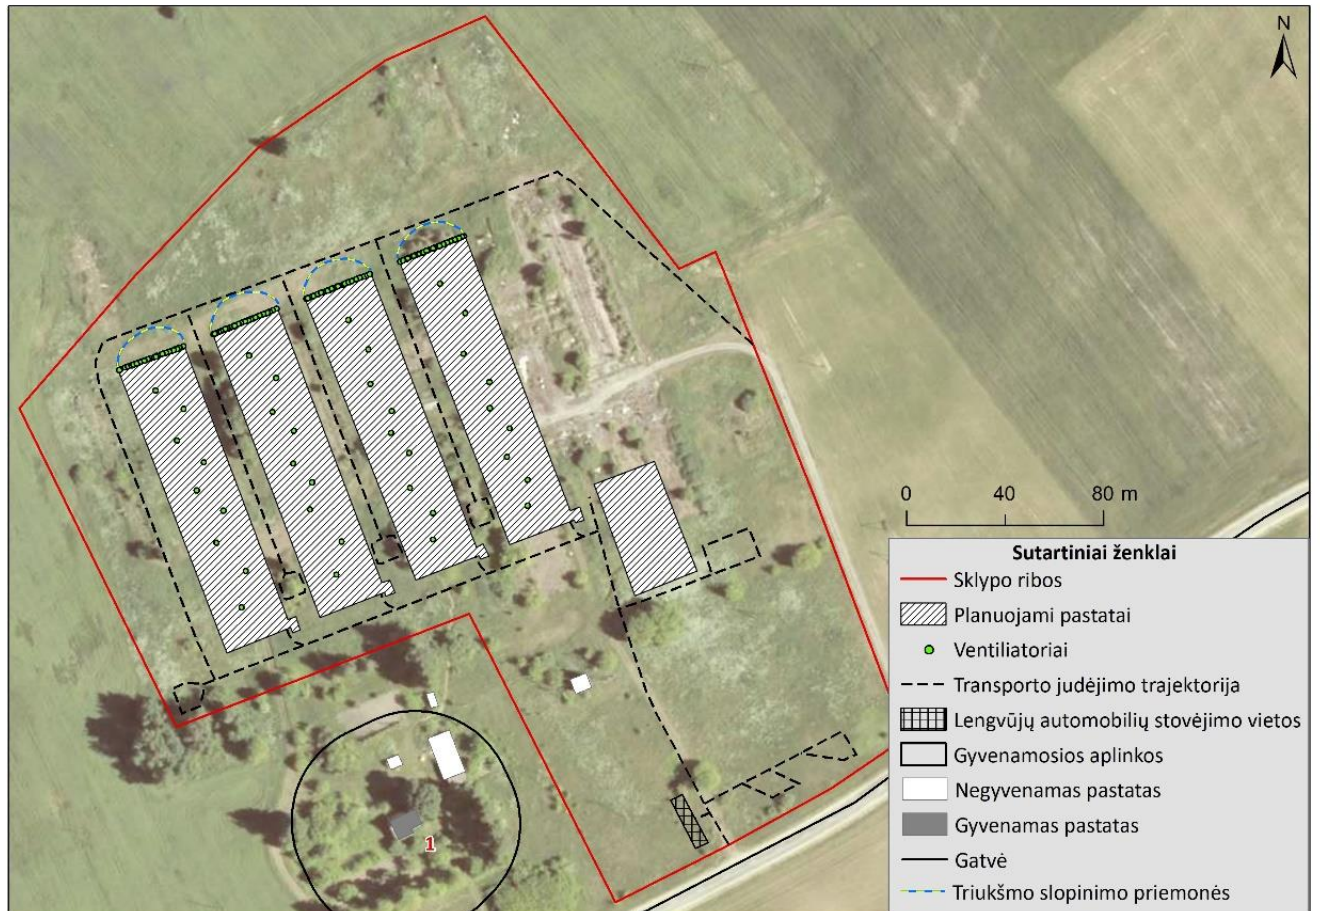 N
0 40 80 m
Sutartiniai ženklai
Sklypo ribos
Planuojami pastatai
Ventiliatoriai
Transporto judėjimo trajektorija
Lengvūjų automobilių stovėjimo vietos
Gyvenamosios aplinkos
Negyvenamas pastatas
Gyvenamas pastatas
Gatvė
Triukšmo slopinimo priemonės
1